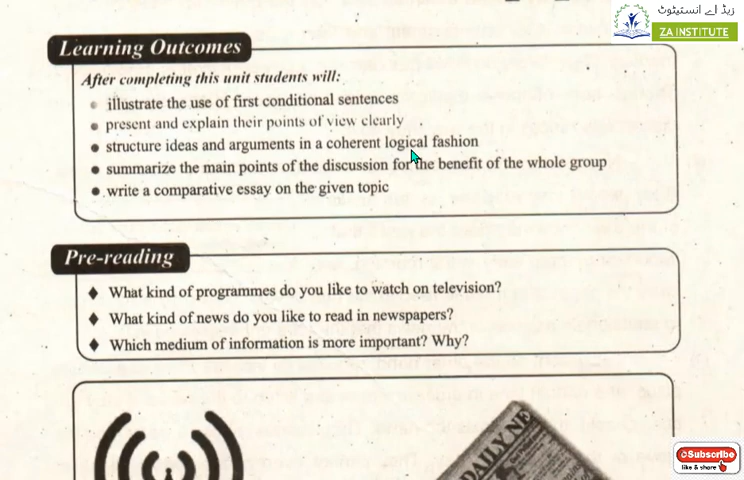 زیڈ اے انسٹیٹوٹ
ZA INSTITUTE
Learning Outcomes
After completing this unit students will:
• illustrate the use of first conditional sentences
• present and explain their points of view clearly
• structure ideas and arguments in a coherent logical fashion
• summarize the main points of the discussion for the benefit of the whole group
• write a comparative essay on the given topic
Pre-reading
♦ What kind of programmes do you like to watch on television?
♦ What kind of news do you like to read in newspapers?
♦ Which medium of information is more important? Why?
DAILY NE
Subscribe
like & share